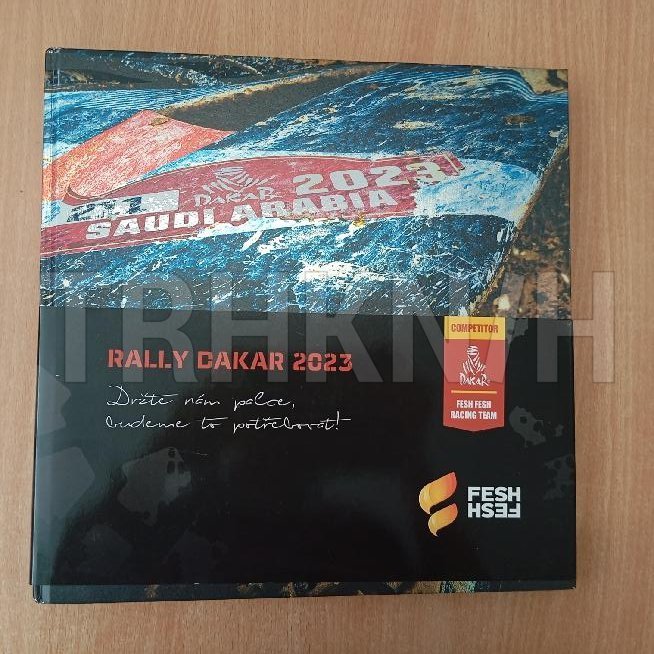 DAKAR 2023
SAUDI ARABIA
TRHKNIH
RALLY DAKAR 2023
Držte nám palce,
budeme to potřebovat!
COMPETITOR
DAKAR
FESH FESH
RACING TEAM
FESH
FESH